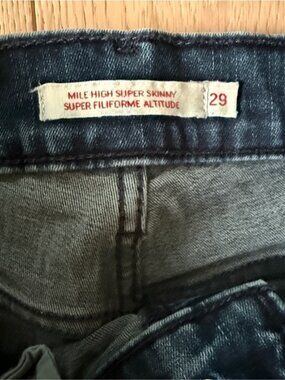 MILE HIGH SUPER SKINNY
SUPER FILIFORME ALTITUDE
29